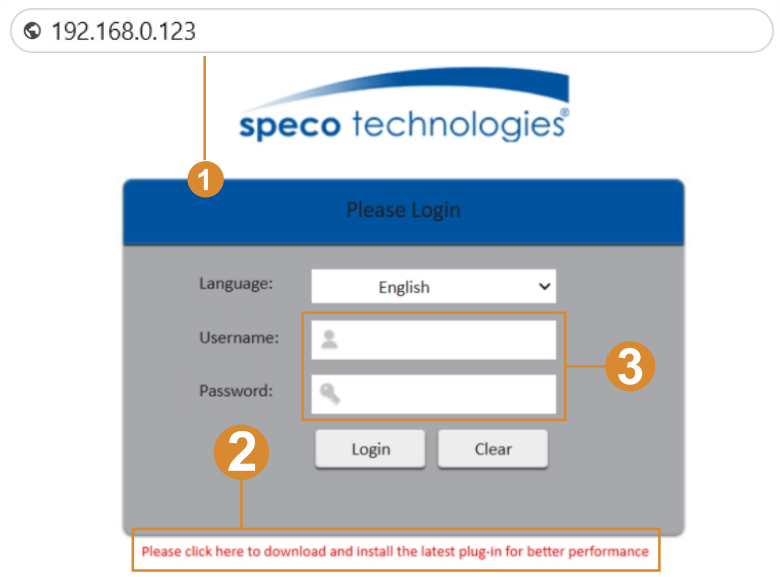 192.168.0.123
speco technologies®
1
Please Login
Language: English
Username:
3
Password:
2
Login Clear
Please click here to download and install the latest plug-in for better performance